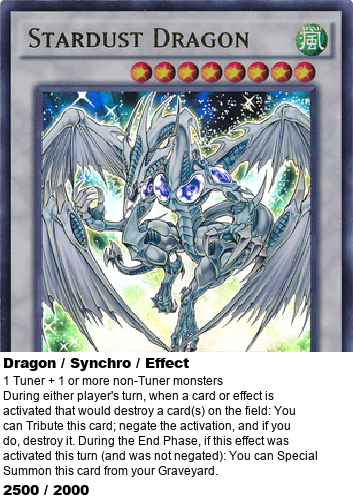 STARDUST DRAGON
風
Dragon / Synchro / Effect
1 Tuner + 1 or more non-Tuner monsters
During either player's turn, when a card or effect is
activated that would destroy a card(s) on the field: You
can Tribute this card; negate the activation, and if you
do, destroy it. During the End Phase, if this effect was
activated this turn (and was not negated): You can Special
Summon this card from your Graveyard.
2500 / 2000